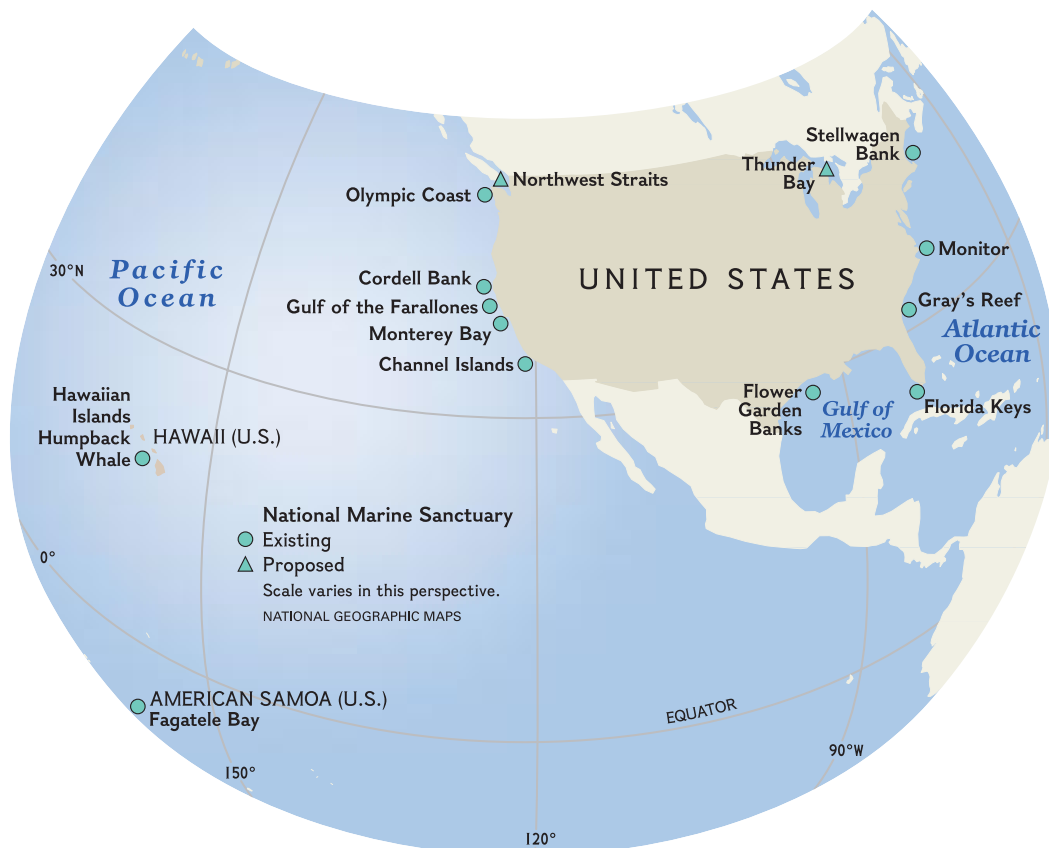 Stellwagen
Bank
Thunder
Bay
Northwest Straits
Olympic Coast
Monitor
30°N
Pacific
Ocean
Cordell Bank
UNITED STATES
Gulf of the Farallones
Gray's Reef
Monterey Bay
Atlantic
Ocean
Channel Islands
Flower
Garden
Banks
Gulf of
Mexico
Florida Keys
Hawaiian
Islands
Humpback
Whale
HAWAII (U.S.)
National Marine Sanctuary
Existing
Proposed
Scale varies in this perspective.
NATIONAL GEOGRAPHIC MAPS
0°
AMERICAN SAMOA (U.S.)
Fagatele Bay
EQUATOR
90°W
150°
120°